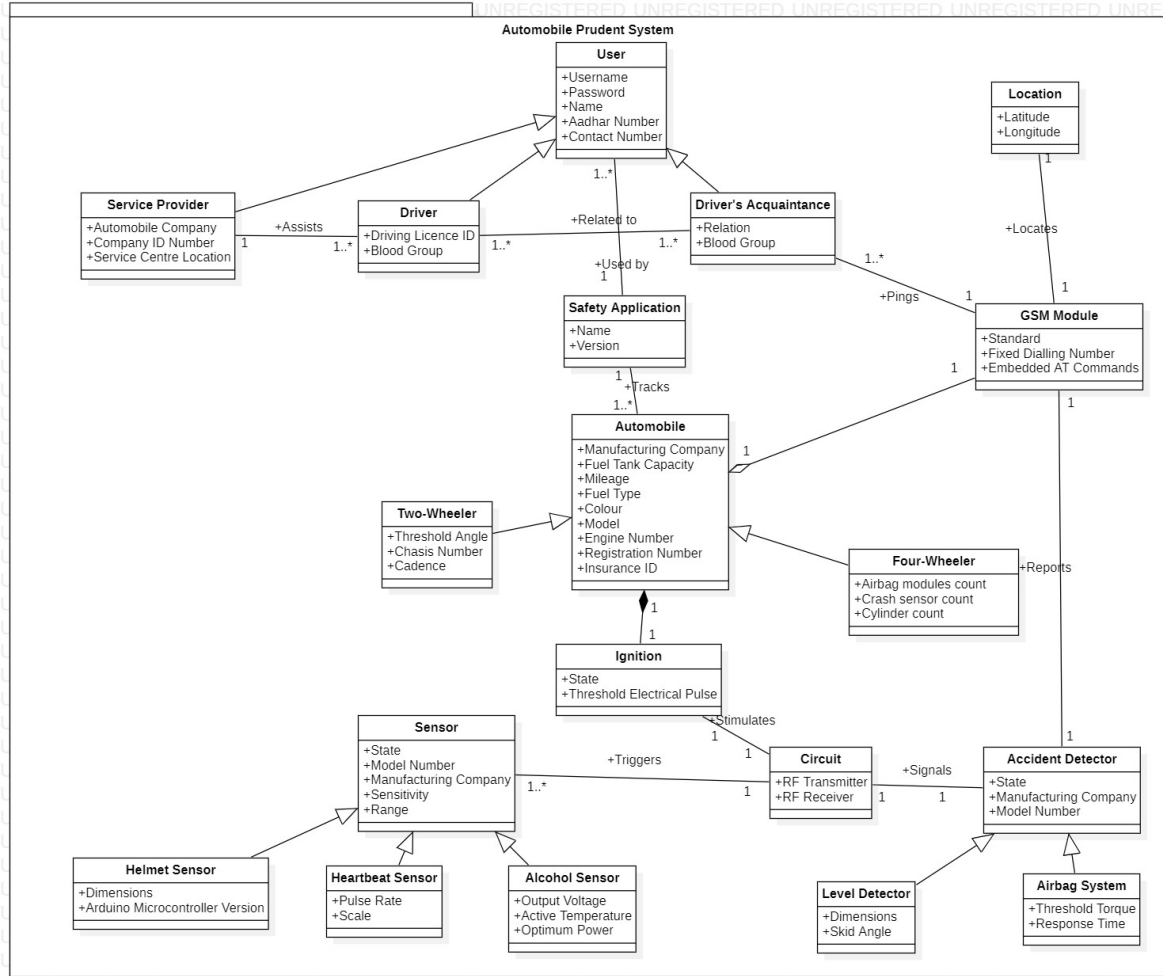 UNREGISTERED UNREGISTERED UNREGISTERED UNREGISTERED UNRE
Automobile Prudent System
User
+Username
+Password
+Name
+Aadhar Number
+Contact Number
1..*
Location
+Latitude
+Longitude
1
+Locates
1
Service Provider
+Automobile Company
+Company ID Number
+Service Centre Location
+Assists
1
1..*
Driver
+Driving Licence ID
+Blood Group
+Related to
1..*
1..*
Driver's Acquaintance
+Relation
+Blood Group
1..*
+Pings
1
+Used by
1
Safety Application
+Name
+Version
GSM Module
+Standard
+Fixed Dialling Number
+Embedded AT Commands
1
1
1
+Tracks
1..*
Automobile
+Manufacturing Company
+Fuel Tank Capacity
+Mileage
+Fuel Type
+Colour
+Model
+Engine Number
+Registration Number
+Insurance ID
1
Two-Wheeler
+Threshold Angle
+Chasis Number
+Cadence
Four-Wheeler
+Airbag modules count
+Crash sensor count
+Cylinder count
+Reports
1
1
1
Ignition
+State
+Threshold Electrical Pulse
+Stimulates
1
1
Sensor
+State
+Model Number
+Manufacturing Company
+Sensitivity
+Range
+Triggers
1..*
1
Circuit
+RF Transmitter
+RF Receiver
+Signals
1
1
Accident Detector
+State
+Manufacturing Company
+Model Number
Helmet Sensor
+Dimensions
+Arduino Microcontroller Version
Heartbeat Sensor
+Pulse Rate
+Scale
Alcohol Sensor
+Output Voltage
+Active Temperature
+Optimum Power
Level Detector
+Dimensions
+Skid Angle
Airbag System
+Threshold Torque
+Response Time